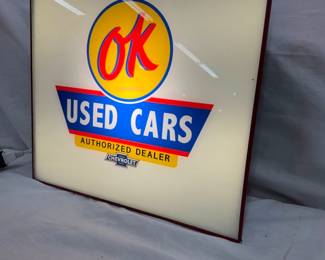 OK
USED CARS
AUTHORIZED DEALER
CHEVROLET